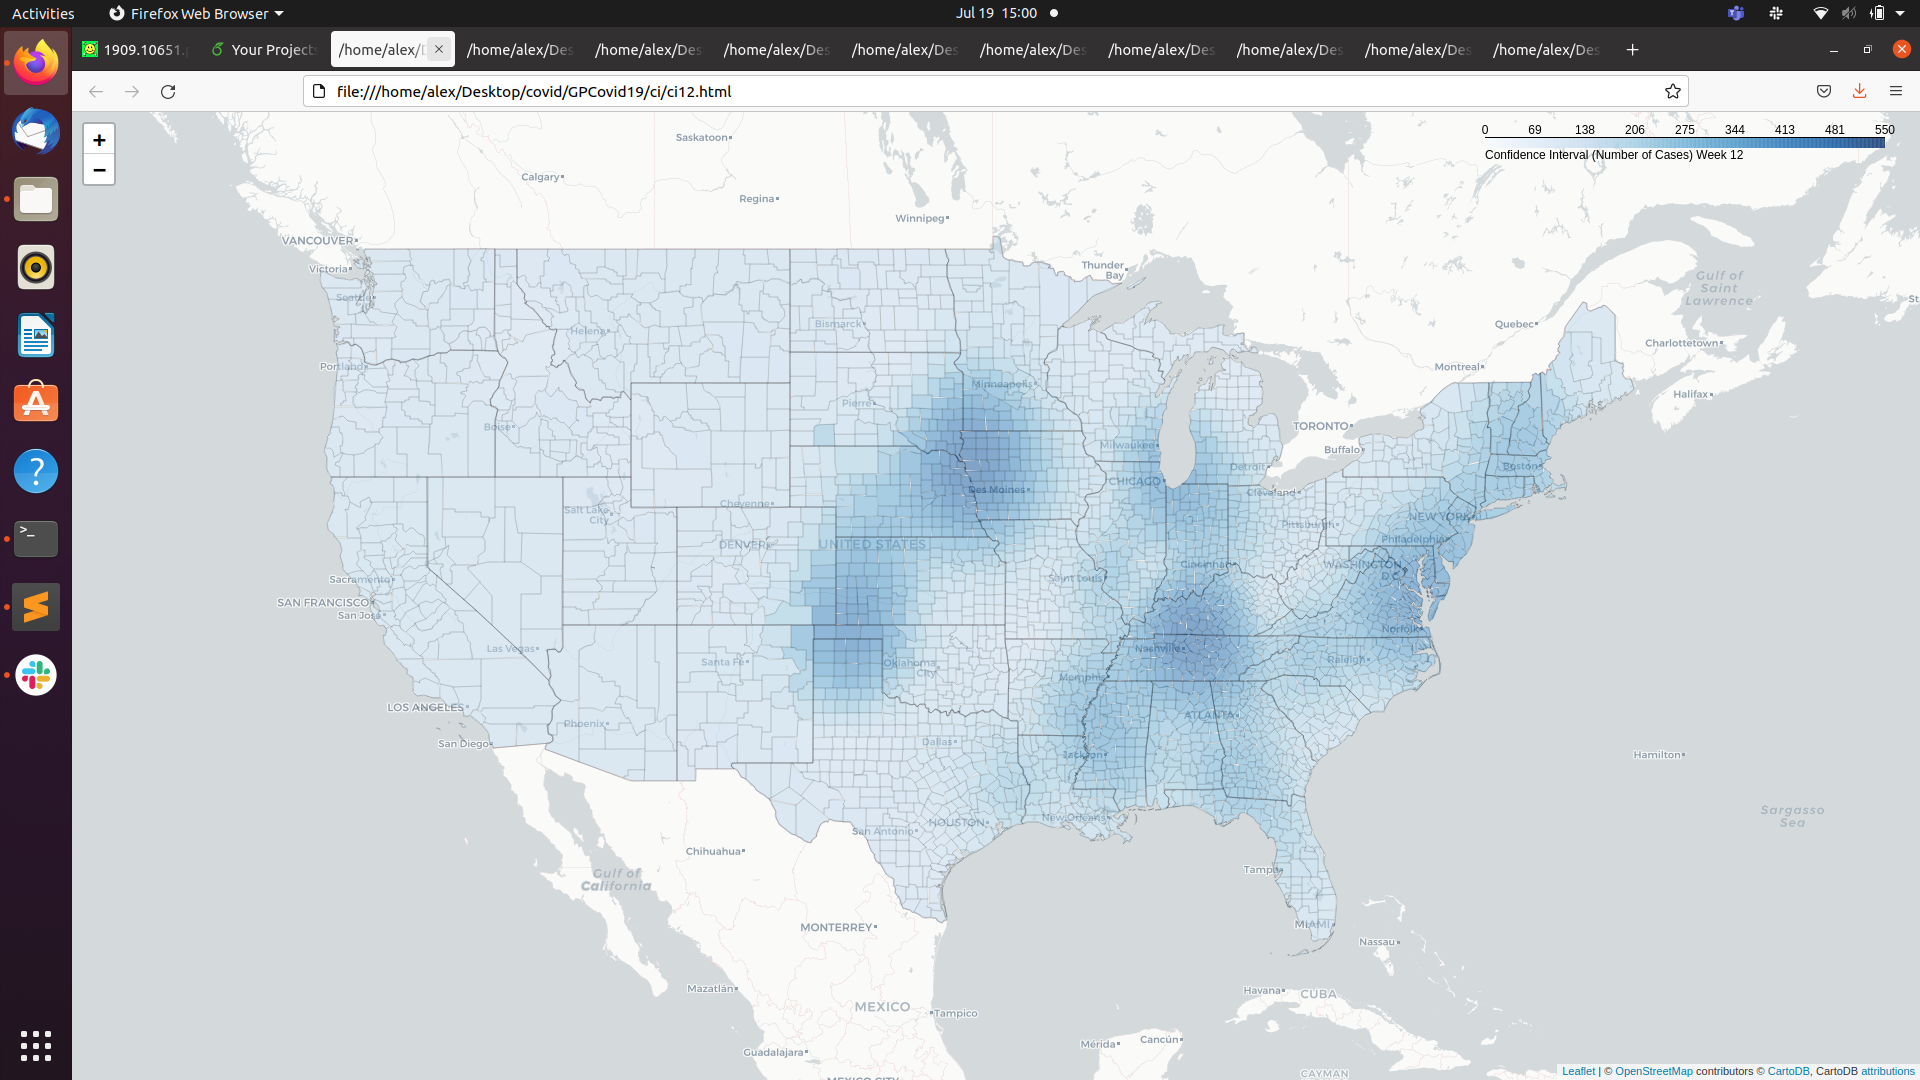 Activities
Firefox Web Browser
Jul 19 15:00
1909.10651.
Your Project
/home/alex/D
/home/alex/Des
/home/alex/Des
/home/alex/Des
/home/alex/Des
/home/alex/Des
/home/alex/Des
/home/alex/Des
/home/alex/Des
/home/alex/Des
file:///home/alex/Desktop/covid/GPCovid19/ci/ci12.html
+
−
0 69 138 206 275 344 413 481 550
Confidence Interval (Number of Cases) Week 12
Saskatoon
Calgary
Regina
Winnipeg
VANCOUVER
Victoria
Thunder
Bay
Gulf of
Saint
Lawrence
St
Seattle
Helena
Bismarck
Quebec
Charlottetown
Portland
Montreal
Minneapolis
Halifax
Pierre
Boise
TORONTO
Milwaukee
Buffalo
Detroit
Boston
CHICAGO
Des Moines
Cleveland
Cheyenne
Salt Lake
City
NEW YORK
Pittsburgh
Philadelphia
DENVER
UNITED STATES
Cincinnati
WASHINGTON
D.C.
Sacramento
Saint Louis
SAN FRANCISCO
San Jose
Norfolk
Las Vegas
Nashville
Raleigh
Santa Fe
Oklahoma
City
Memphis
LOS ANGELES
Phoenix
ATLANTA
San Diego
Dallas
Jackson
Hamilton
Sargasso
Sea
New Orleans
HOUSTON
San Antonio
Chihuahua
Tampa
Gulf of
California
MONTERREY
MIAMI
Nassau
Mazatlán
Havana
CUBA
MEXICO
Tampico
Mérida
Cancún
Guadalajara
MEXICO CITY
CAYMAN
Leaflet | © OpenStreetMap contributors © CartoDB, CartoDB attributions